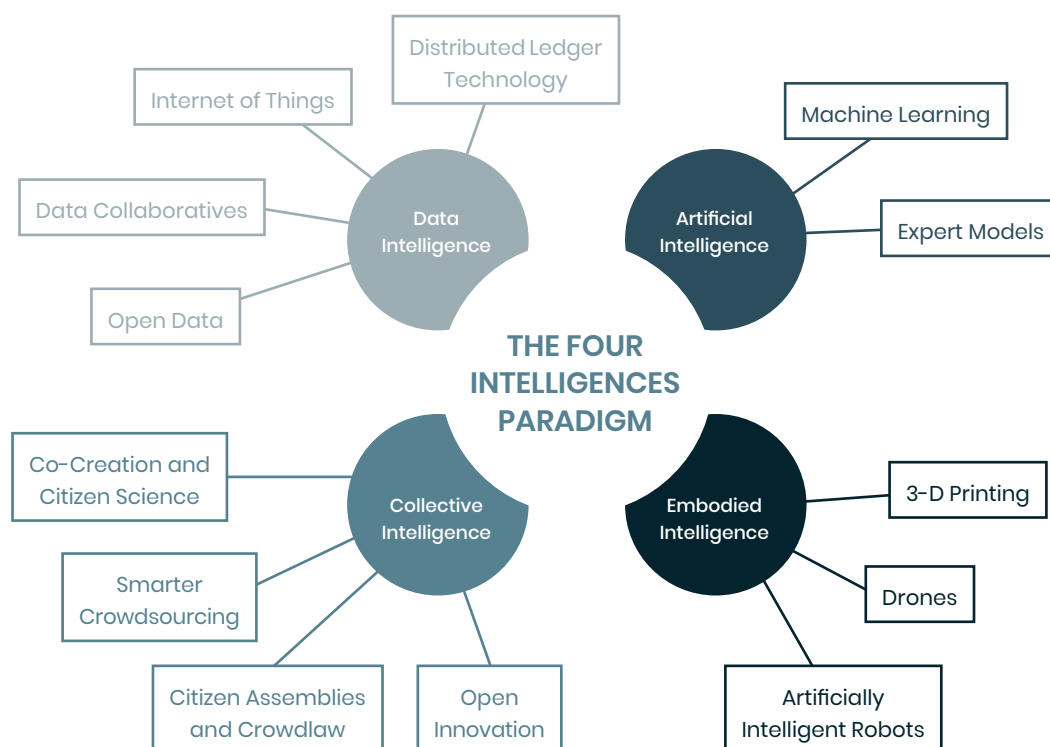 Distributed Ledger
Technology
Internet of Things
Data Collaboratives
Open Data
Data
Intelligence
Machine Learning
Expert Models
Artificial
Intelligence
THE FOUR
INTELLIGENCES
PARADIGM
Co-Creation and
Citizen Science
Smarter
Crowdsourcing
Citizen Assemblies
and Crowdlaw
Open
Innovation
Collective
Intelligence
Embodied
Intelligence
3-D Printing
Drones
Artificially
Intelligent Robots